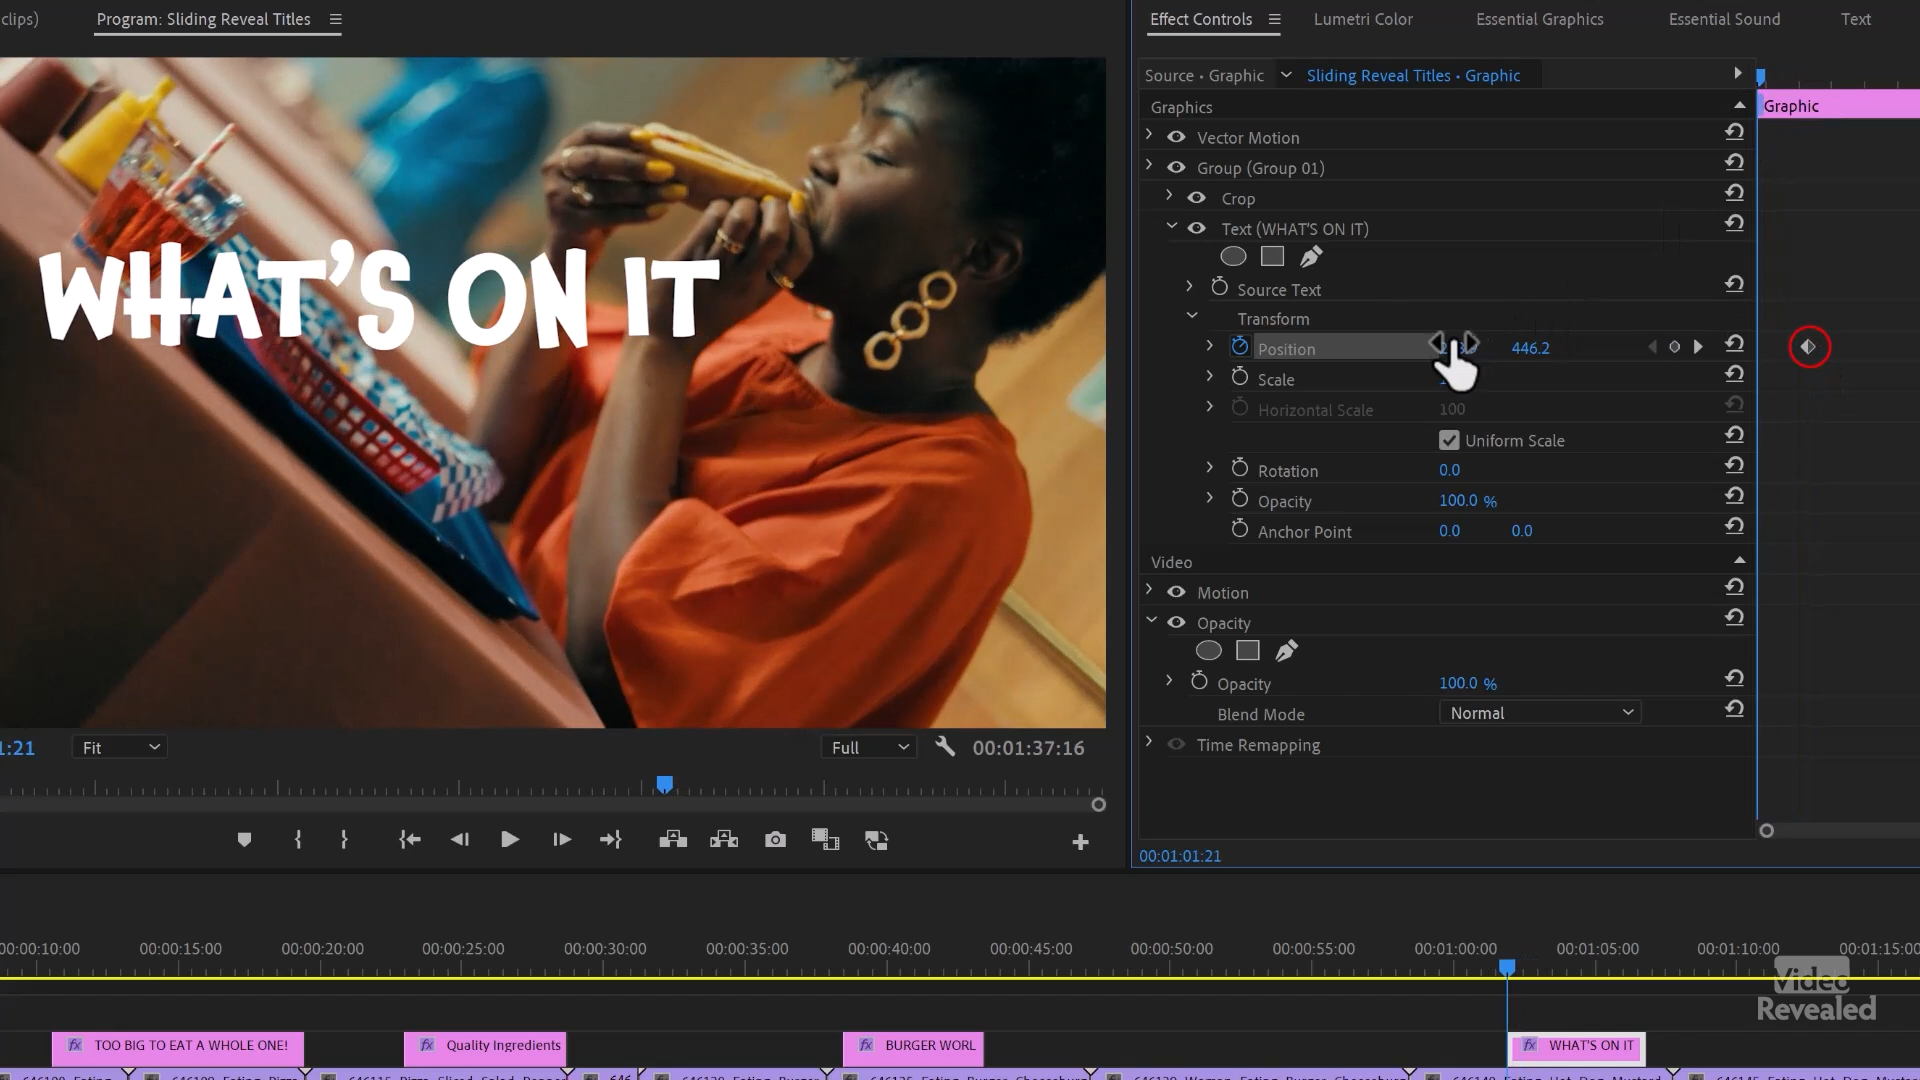 clips)
Program: Sliding Reveal Titles
Effect Controls
Lumetri Color
Essential Graphics
Essential Sound
Text
Source • Graphic
Sliding Reveal Titles • Graphic
Graphics
Graphic
Vector Motion
Group (Group 01)
Crop
Text (WHAT'S ON IT)
Source Text
Transform
Position
446.2
Scale
Horizontal Scale
100
Uniform Scale
Rotation
0.0
Opacity
100.0 %
Anchor Point
0.0
0.0
Video
Motion
Opacity
Opacity
100.0 %
Blend Mode
Normal
Time Remapping
WHAT'S ON IT
1:21
Fit
Full
00:01:37:16
00:01:01:21
00:00:10:00
00:00:15:00
00:00:20:00
00:00:25:00
00:00:30:00
00:00:35:00
00:00:40:00
00:00:45:00
00:00:50:00
00:00:55:00
00:01:00:00
00:01:05:00
00:01:10:00
00:01:15:00
Video
Revealed
fx TOO BIG TO EAT A WHOLE ONE!
fx Quality Ingredients
fx BURGER WORL
fx WHAT'S ON IT